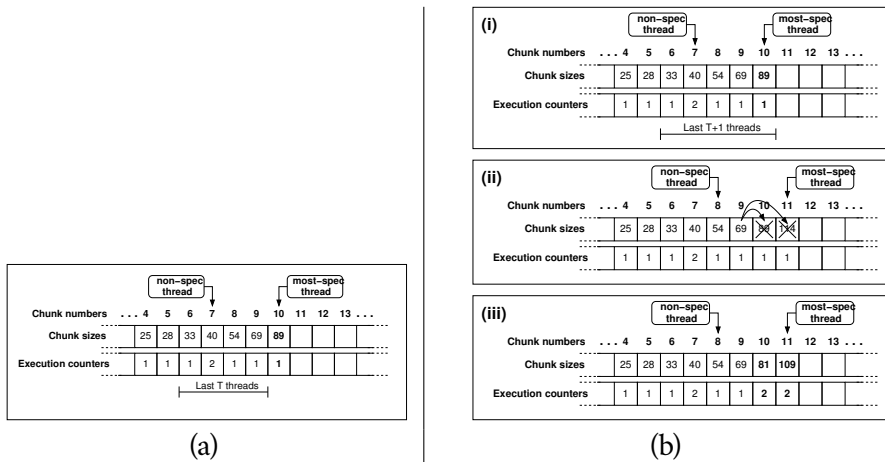 non-spec thread most-spec thread
Chunk numbers . . . 4 5 6 7 8 9 10 11 12 13 . . .
Chunk sizes 25 28 33 40 54 69 89
Execution counters 1 1 1 2 1 1 1
Last T threads
(a)
(i)
non-spec thread most-spec thread
Chunk numbers . . . 4 5 6 7 8 9 10 11 12 13 . . .
Chunk sizes 25 28 33 40 54 69 89
Execution counters 1 1 1 2 1 1 1
Last T+1 threads
(ii)
non-spec thread most-spec thread
Chunk numbers . . . 4 5 6 7 8 9 10 11 12 13 . . .
Chunk sizes 25 28 33 40 54 69 89 114
Execution counters 1 1 1 2 1 1 1 1
(iii)
non-spec thread most-spec thread
Chunk numbers . . . 4 5 6 7 8 9 10 11 12 13 . . .
Chunk sizes 25 28 33 40 54 69 81 109
Execution counters 1 1 1 2 1 1 2 2
(b)